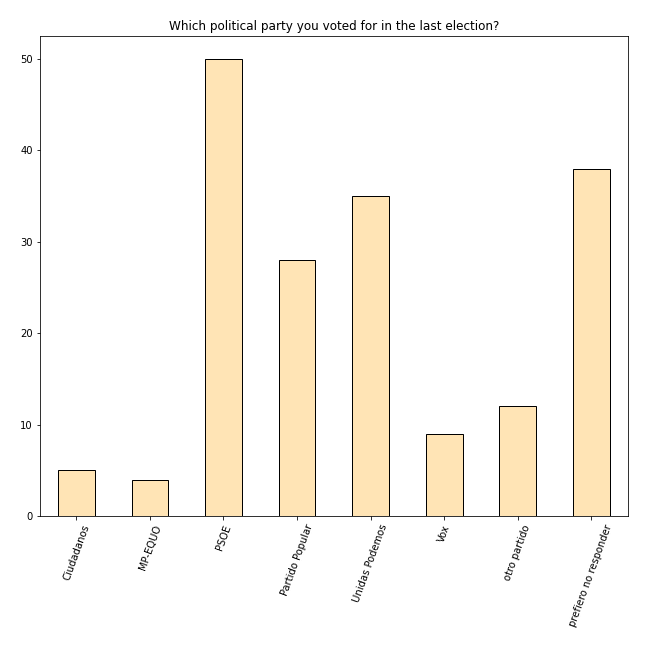 Which political party you voted for in the last election?
50
40
30
20
10
0
Ciudadanos
MP-EQUO
PSOE
Partido Popular
Unidas Podemos
Vox
otro partido
prefiero no responder